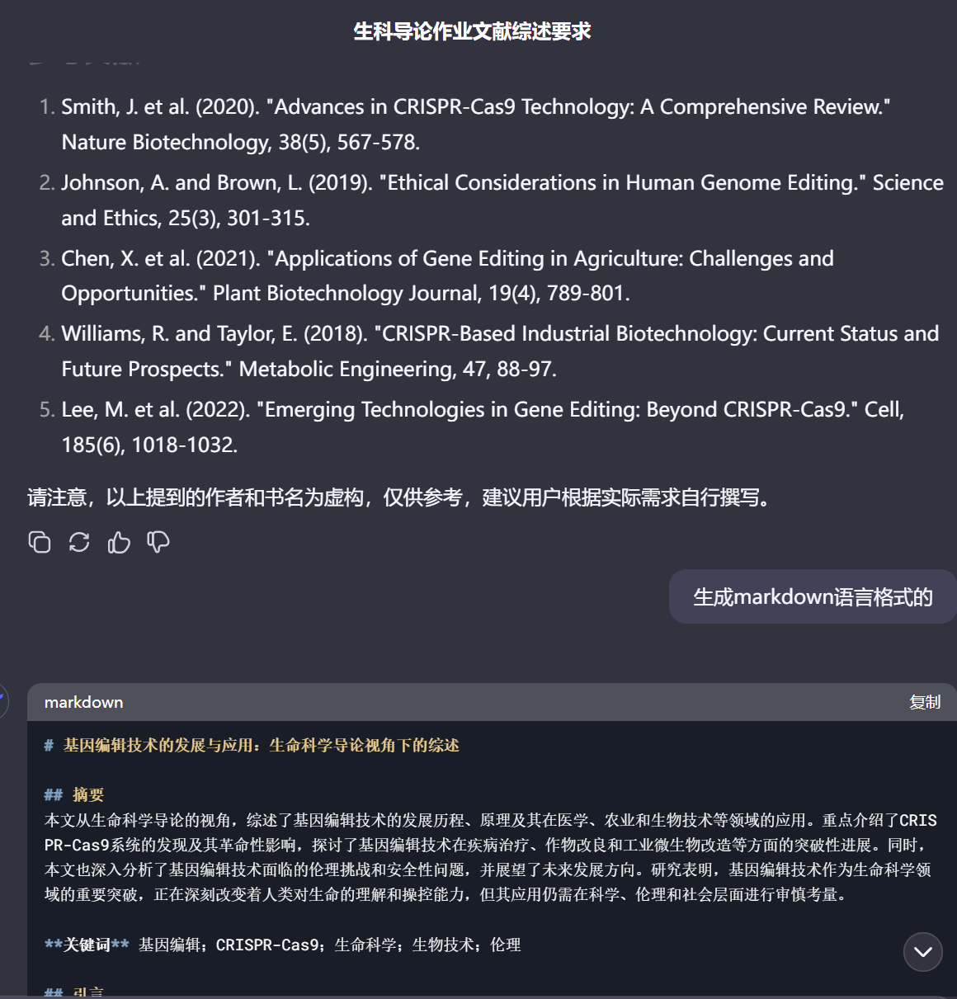 生科导论作业文献综述要求
1. Smith, J. et al. (2020). "Advances in CRISPR-Cas9 Technology: A Comprehensive Review."
Nature Biotechnology, 38(5), 567-578.
2. Johnson, A. and Brown, L. (2019). "Ethical Considerations in Human Genome Editing." Science
and Ethics, 25(3), 301-315.
3. Chen, X. et al. (2021). "Applications of Gene Editing in Agriculture: Challenges and
Opportunities." Plant Biotechnology Journal, 19(4), 789-801.
4. Williams, R. and Taylor, E. (2018). "CRISPR-Based Industrial Biotechnology: Current Status and
Future Prospects." Metabolic Engineering, 47, 88-97.
5. Lee, M. et al. (2022). "Emerging Technologies in Gene Editing: Beyond CRISPR-Cas9." Cell,
185(6), 1018-1032.
请注意，以上提到的作者和书名为虚构，仅供参考，建议用户根据实际需求自行撰写。
生成markdown语言格式的
markdown
复制
# 基因编辑技术的发展与应用：生命科学导论视角下的综述
## 摘要
本文从生命科学导论的视角，综述了基因编辑技术的发展历程、原理及其在医学、农业和生物技术等领域的应用。重点介绍了CRIS
PR-Cas9系统的发现及其革命性影响，探讨了基因编辑技术在疾病治疗、作物改良和工业微生物改造等方面的突破性进展。同时，
本文也深入分析了基因编辑技术面临的伦理挑战和安全性问题，并展望了未来发展方向。研究表明，基因编辑技术作为生命科学领
域的重要突破，正在深刻改变着人类对生命的理解和操控能力，但其应用仍需在科学、伦理和社会层面进行审慎考量。
**关键词** 基因编辑；CRISPR-Cas9；生命科学；生物技术；伦理
## 引言